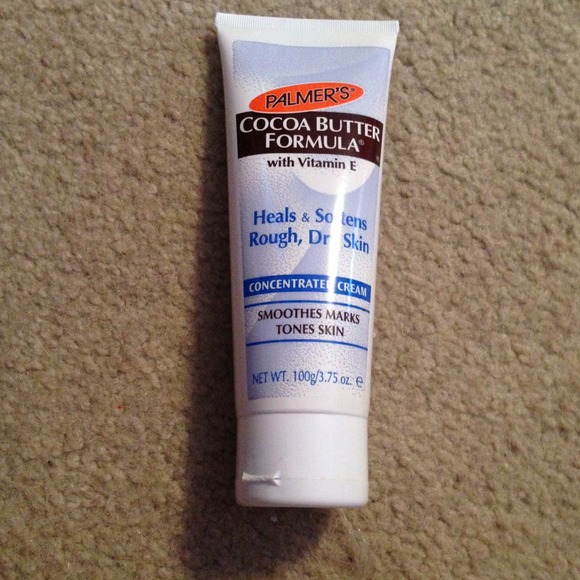 PALMER'S®
COCOA BUTTER
FORMULA®
with Vitamin E
Heals & Softens
Rough, Dry Skin
CONCENTRATED CREAM
SMOOTHES MARKS
TONES SKIN
NET WT. 100g/3.75 oz. ℮